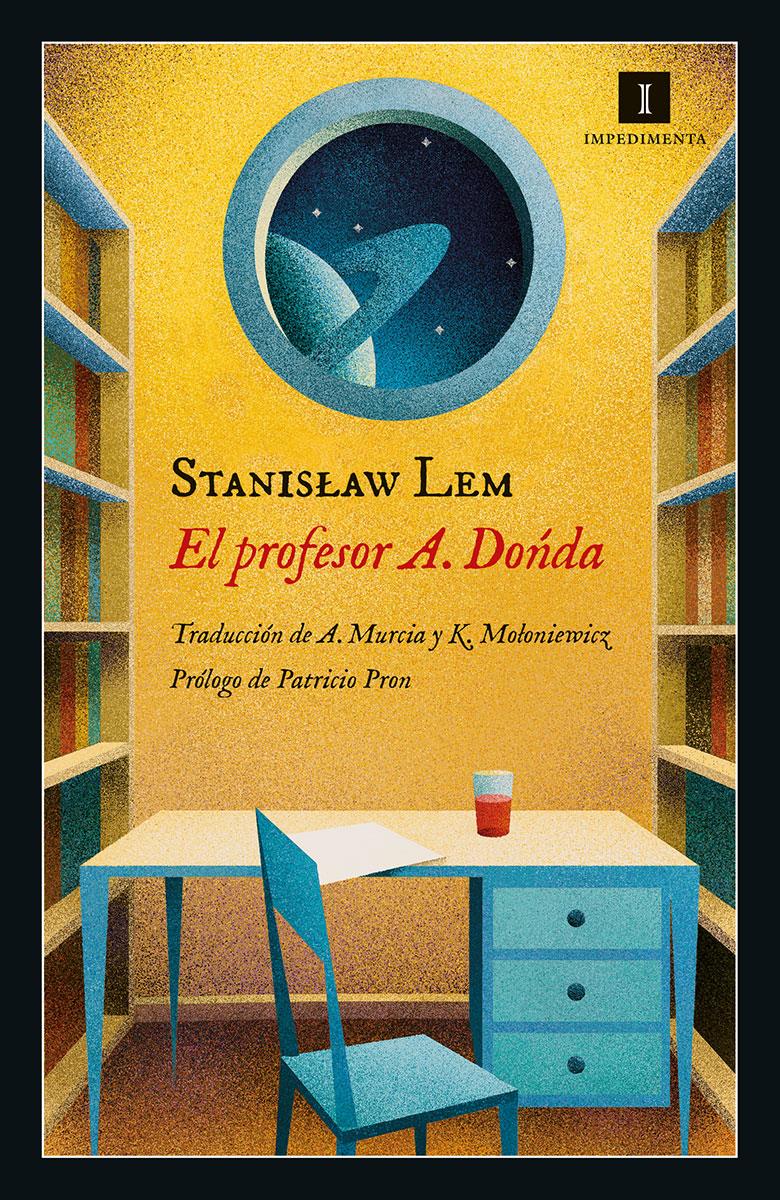 I
IMPEDIMENTA
STANISŁAW LEM
El profesor A. Dońda
Traducción de A. Murcia y K. Mołoniewicz
Prólogo de Patricio Pron